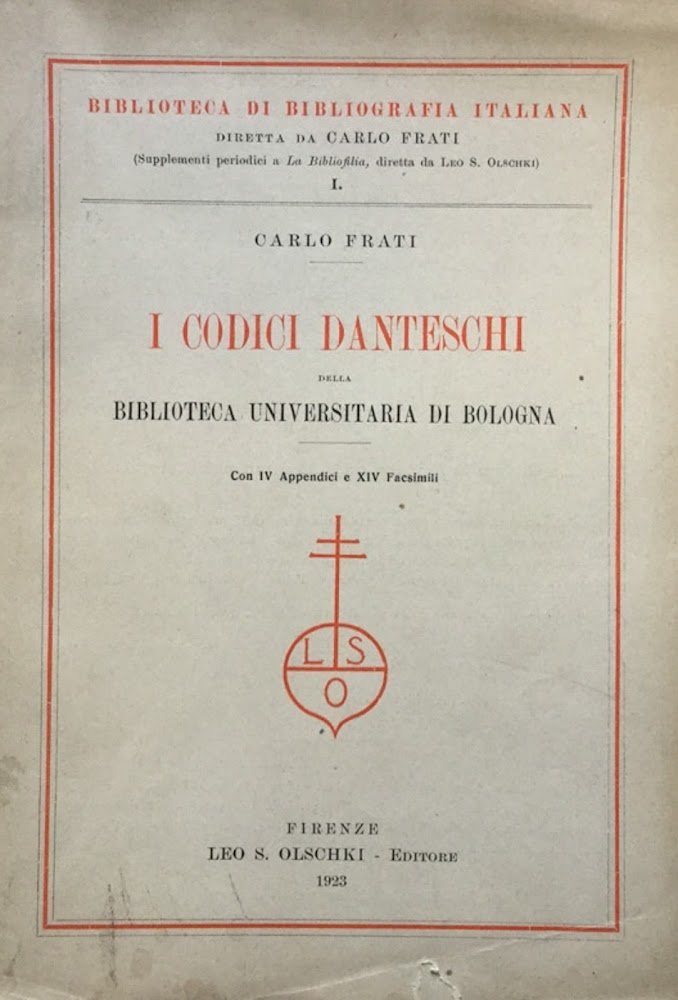 BIBLIOTECA DI BIBLIOGRAFIA ITALIANA
DIRETTA DA CARLO FRATI
(Supplementi periodici a La Bibliofilia, diretta da LEO S. OLSCHKI)
I.
CARLO FRATI
I CODICI DANTESCHI
DELLA
BIBLIOTECA UNIVERSITARIA DI BOLOGNA
Con IV Appendici e XIV Facsimili
L S
O
FIRENZE
LEO S. OLSCHKI - EDITORE
1923